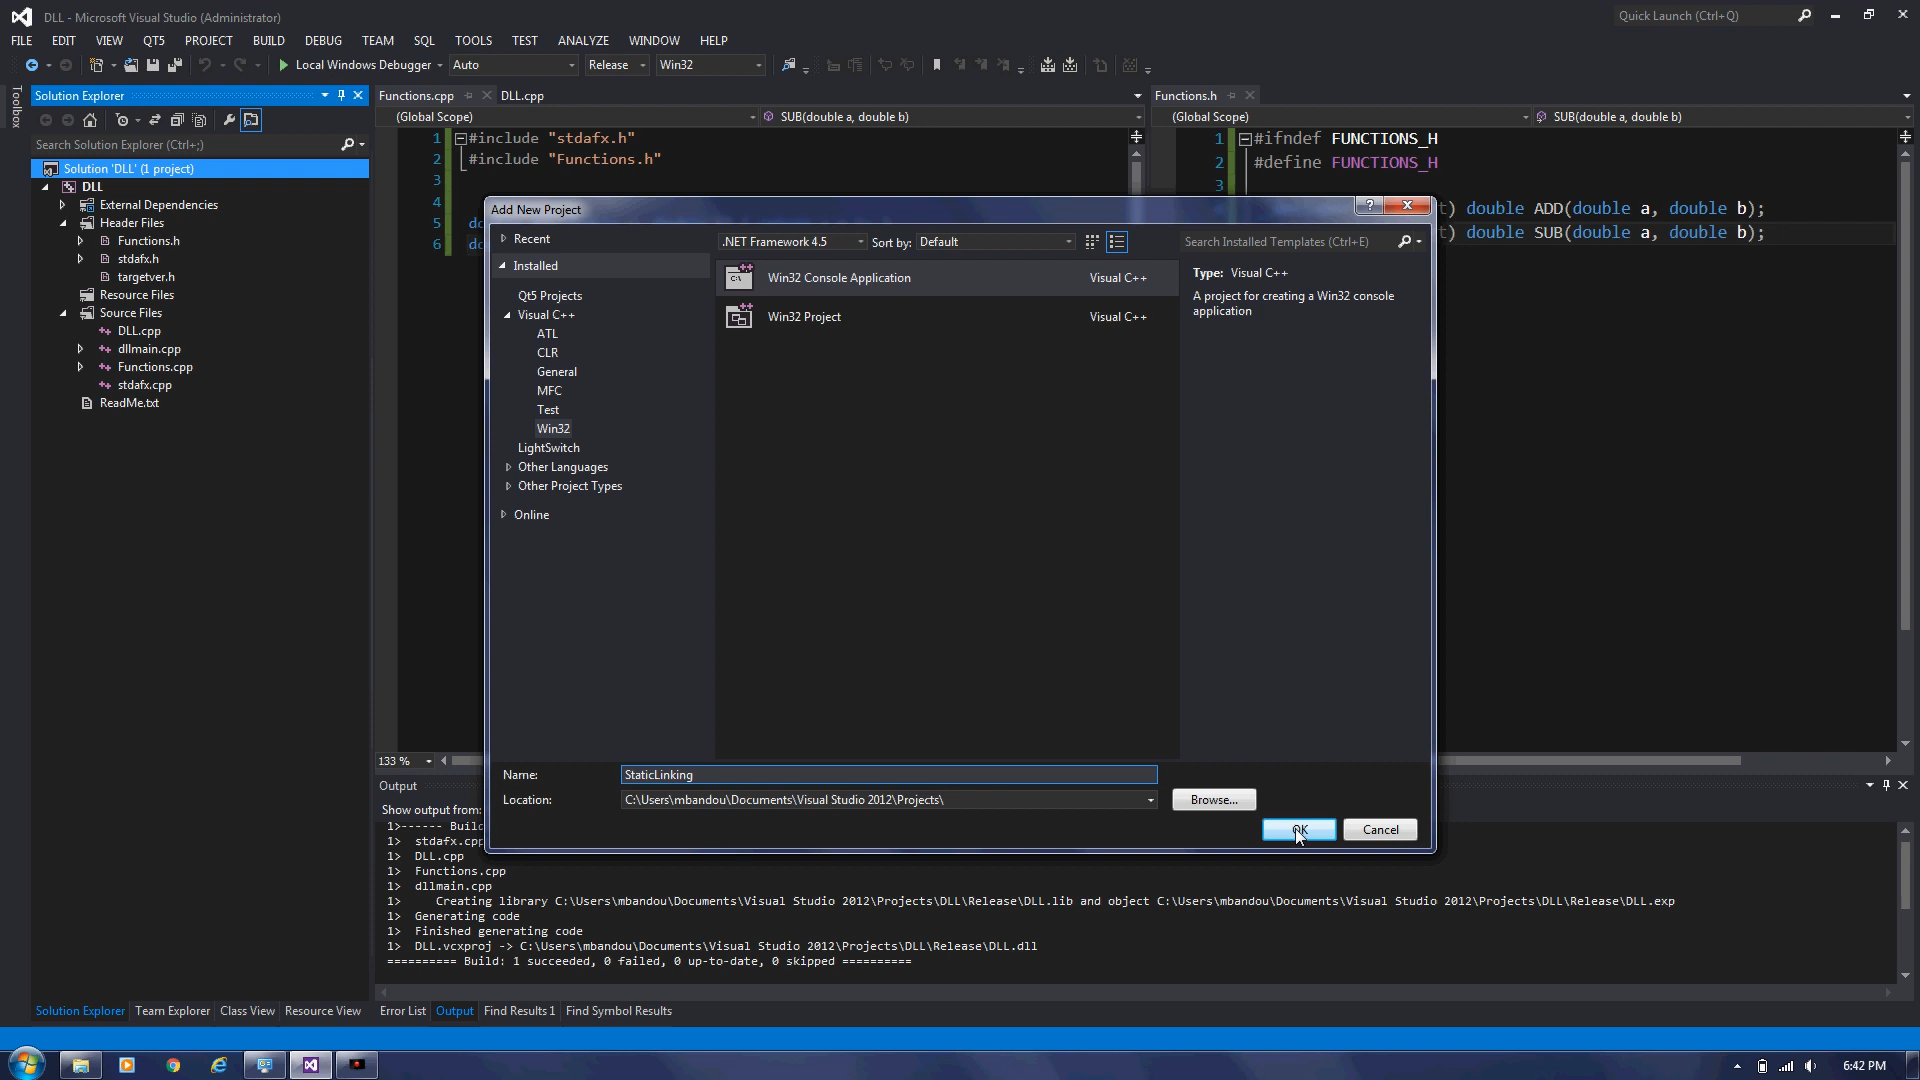 DLL - Microsoft Visual Studio (Administrator)
Quick Launch (Ctrl+Q)
FILE EDIT VIEW QT5 PROJECT BUILD DEBUG TEAM SQL TOOLS TEST ANALYZE WINDOW HELP
Local Windows Debugger Auto Release Win32
Toolbox
Solution Explorer
Search Solution Explorer (Ctrl+;)
Solution 'DLL' (1 project)
DLL
External Dependencies
Header Files
Functions.h
stdafx.h
targetver.h
Resource Files
Source Files
DLL.cpp
dllmain.cpp
Functions.cpp
stdafx.cpp
ReadMe.txt
Functions.cpp DLL.cpp
(Global Scope) SUB(double a, double b)
1 #include "stdafx.h"
2 #include "Functions.h"
3
4
5 do
6 do
Functions.h
(Global Scope) SUB(double a, double b)
1 #ifndef FUNCTIONS_H
2 #define FUNCTIONS_H
3
t) double ADD(double a, double b);
t) double SUB(double a, double b);
Add New Project
?
Recent
Installed
Qt5 Projects
Visual C++
ATL
CLR
General
MFC
Test
Win32
LightSwitch
Other Languages
Other Project Types
Online
.NET Framework 4.5 Sort by: Default
Search Installed Templates (Ctrl+E)
Win32 Console Application Visual C++
Win32 Project Visual C++
Type: Visual C++
A project for creating a Win32 console
application
Name: StaticLinking
Location: C:\Users\mbandou\Documents\Visual Studio 2012\Projects\ Browse...
OK Cancel
133 %
Output
Show output from:
1>------ Build
1> stdafx.cpp
1> DLL.cpp
1> Functions.cpp
1> dllmain.cpp
1> Creating library C:\Users\mbandou\Documents\Visual Studio 2012\Projects\DLL\Release\DLL.lib and object C:\Users\mbandou\Documents\Visual Studio 2012\Projects\DLL\Release\DLL.exp
1> Generating code
1> Finished generating code
1> DLL.vcxproj -> C:\Users\mbandou\Documents\Visual Studio 2012\Projects\DLL\Release\DLL.dll
========== Build: 1 succeeded, 0 failed, 0 up-to-date, 0 skipped ==========
Solution Explorer Team Explorer Class View Resource View
Error List Output Find Results 1 Find Symbol Results
6:42 PM